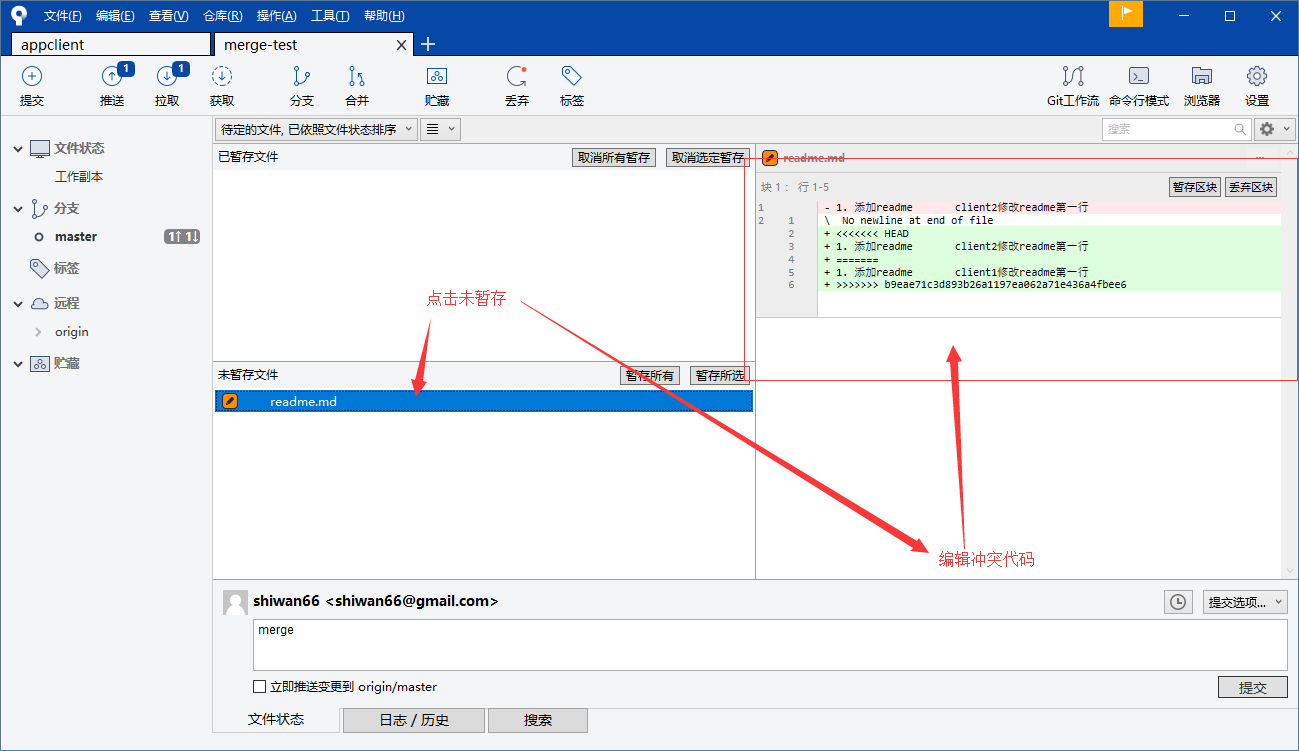 文件(F) 编辑(E) 查看(V) 仓库(R) 操作(A) 工具(T) 帮助(H)
appclient
merge-test
提交
1
推送
1
拉取
获取
分支
合并
贮藏
丢弃
标签
Git工作流
命令行模式
浏览器
设置
文件状态
工作副本
分支
master 1↑ 1↓
标签
远程
origin
贮藏
待定的文件, 已依照文件状态排序
搜索
已暂存文件 取消所有暂存 取消选定暂存
readme.md ...
块 1： 行 1-5 暂存区块 丢弃区块
1 - 1. 添加readme client2修改readme第一行
2 1 \ No newline at end of file
2 + <<<<<<< HEAD
3 + 1. 添加readme client2修改readme第一行
4 + =======
5 + 1. 添加readme client1修改readme第一行
6 + >>>>>>> b9eae71c3d893b26a1197ea062a71e436a4fbee6
点击未暂存
未暂存文件 暂存所有 暂存所选
readme.md
编辑冲突代码
shiwan66 <shiwan66@gmail.com>
提交选项...
merge
立即推送变更到 origin/master
提交
文件状态 日志 / 历史 搜索